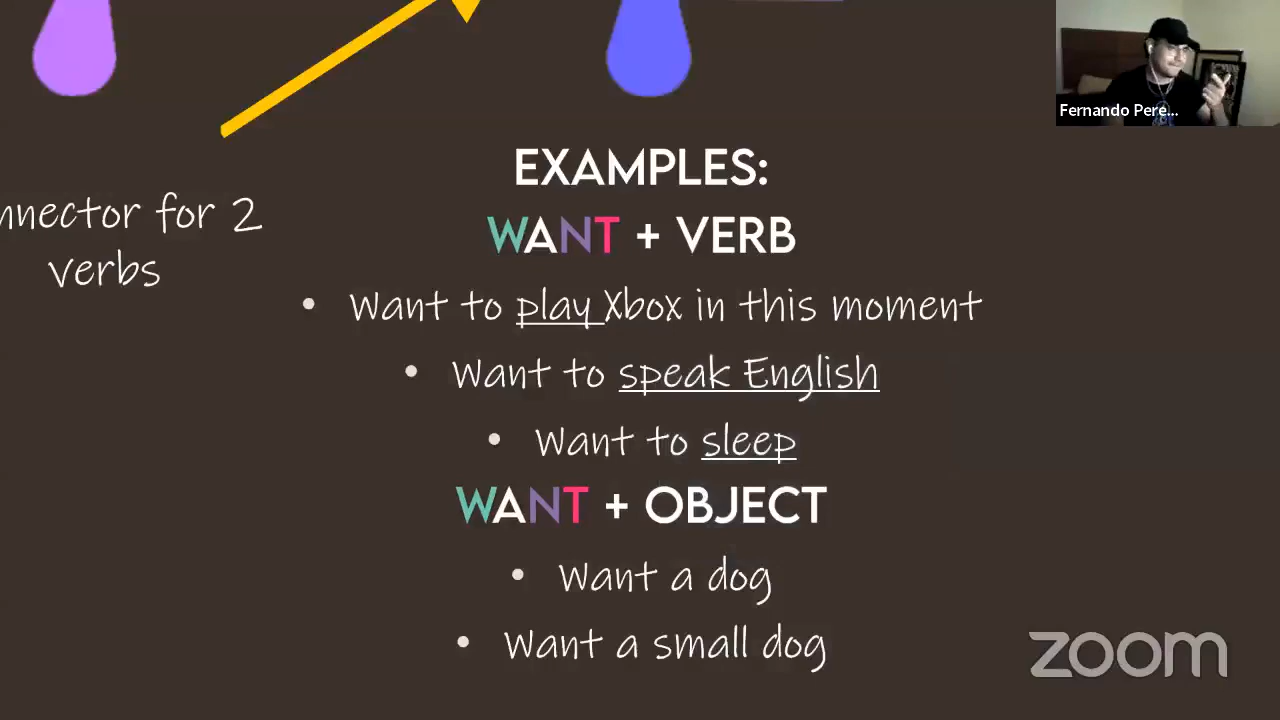 Fernando Pere...
EXAMPLES:
WANT + VERB
nnector for 2
verbs
• Want to play Xbox in this moment
• Want to speak English
• Want to sleep
WANT + OBJECT
• Want a dog
• Want a small dog
zoom